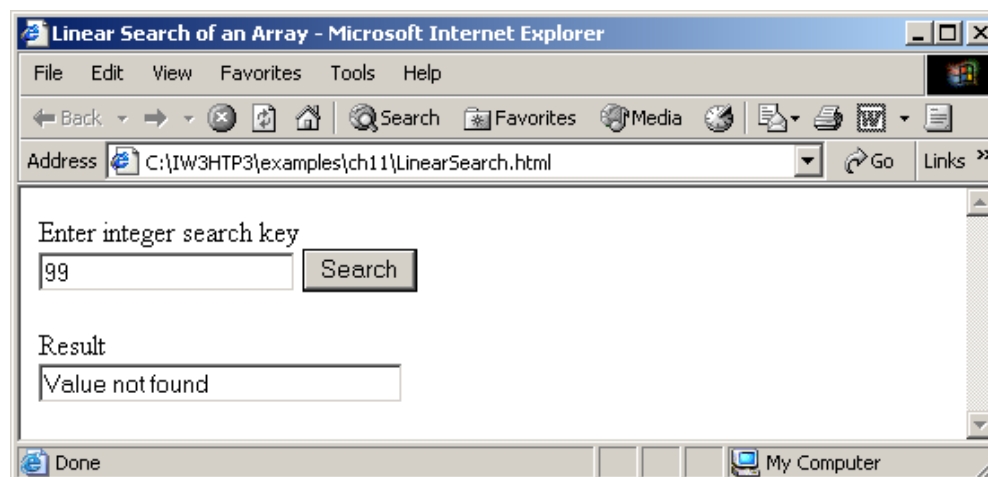 Linear Search of an Array - Microsoft Internet Explorer
File Edit View Favorites Tools Help
Back Search Favorites Media W
Address C:\IW3HTP3\examples\ch11\LinearSearch.html Go Links »
Enter integer search key
99 Search
Result
Value not found
Done My Computer